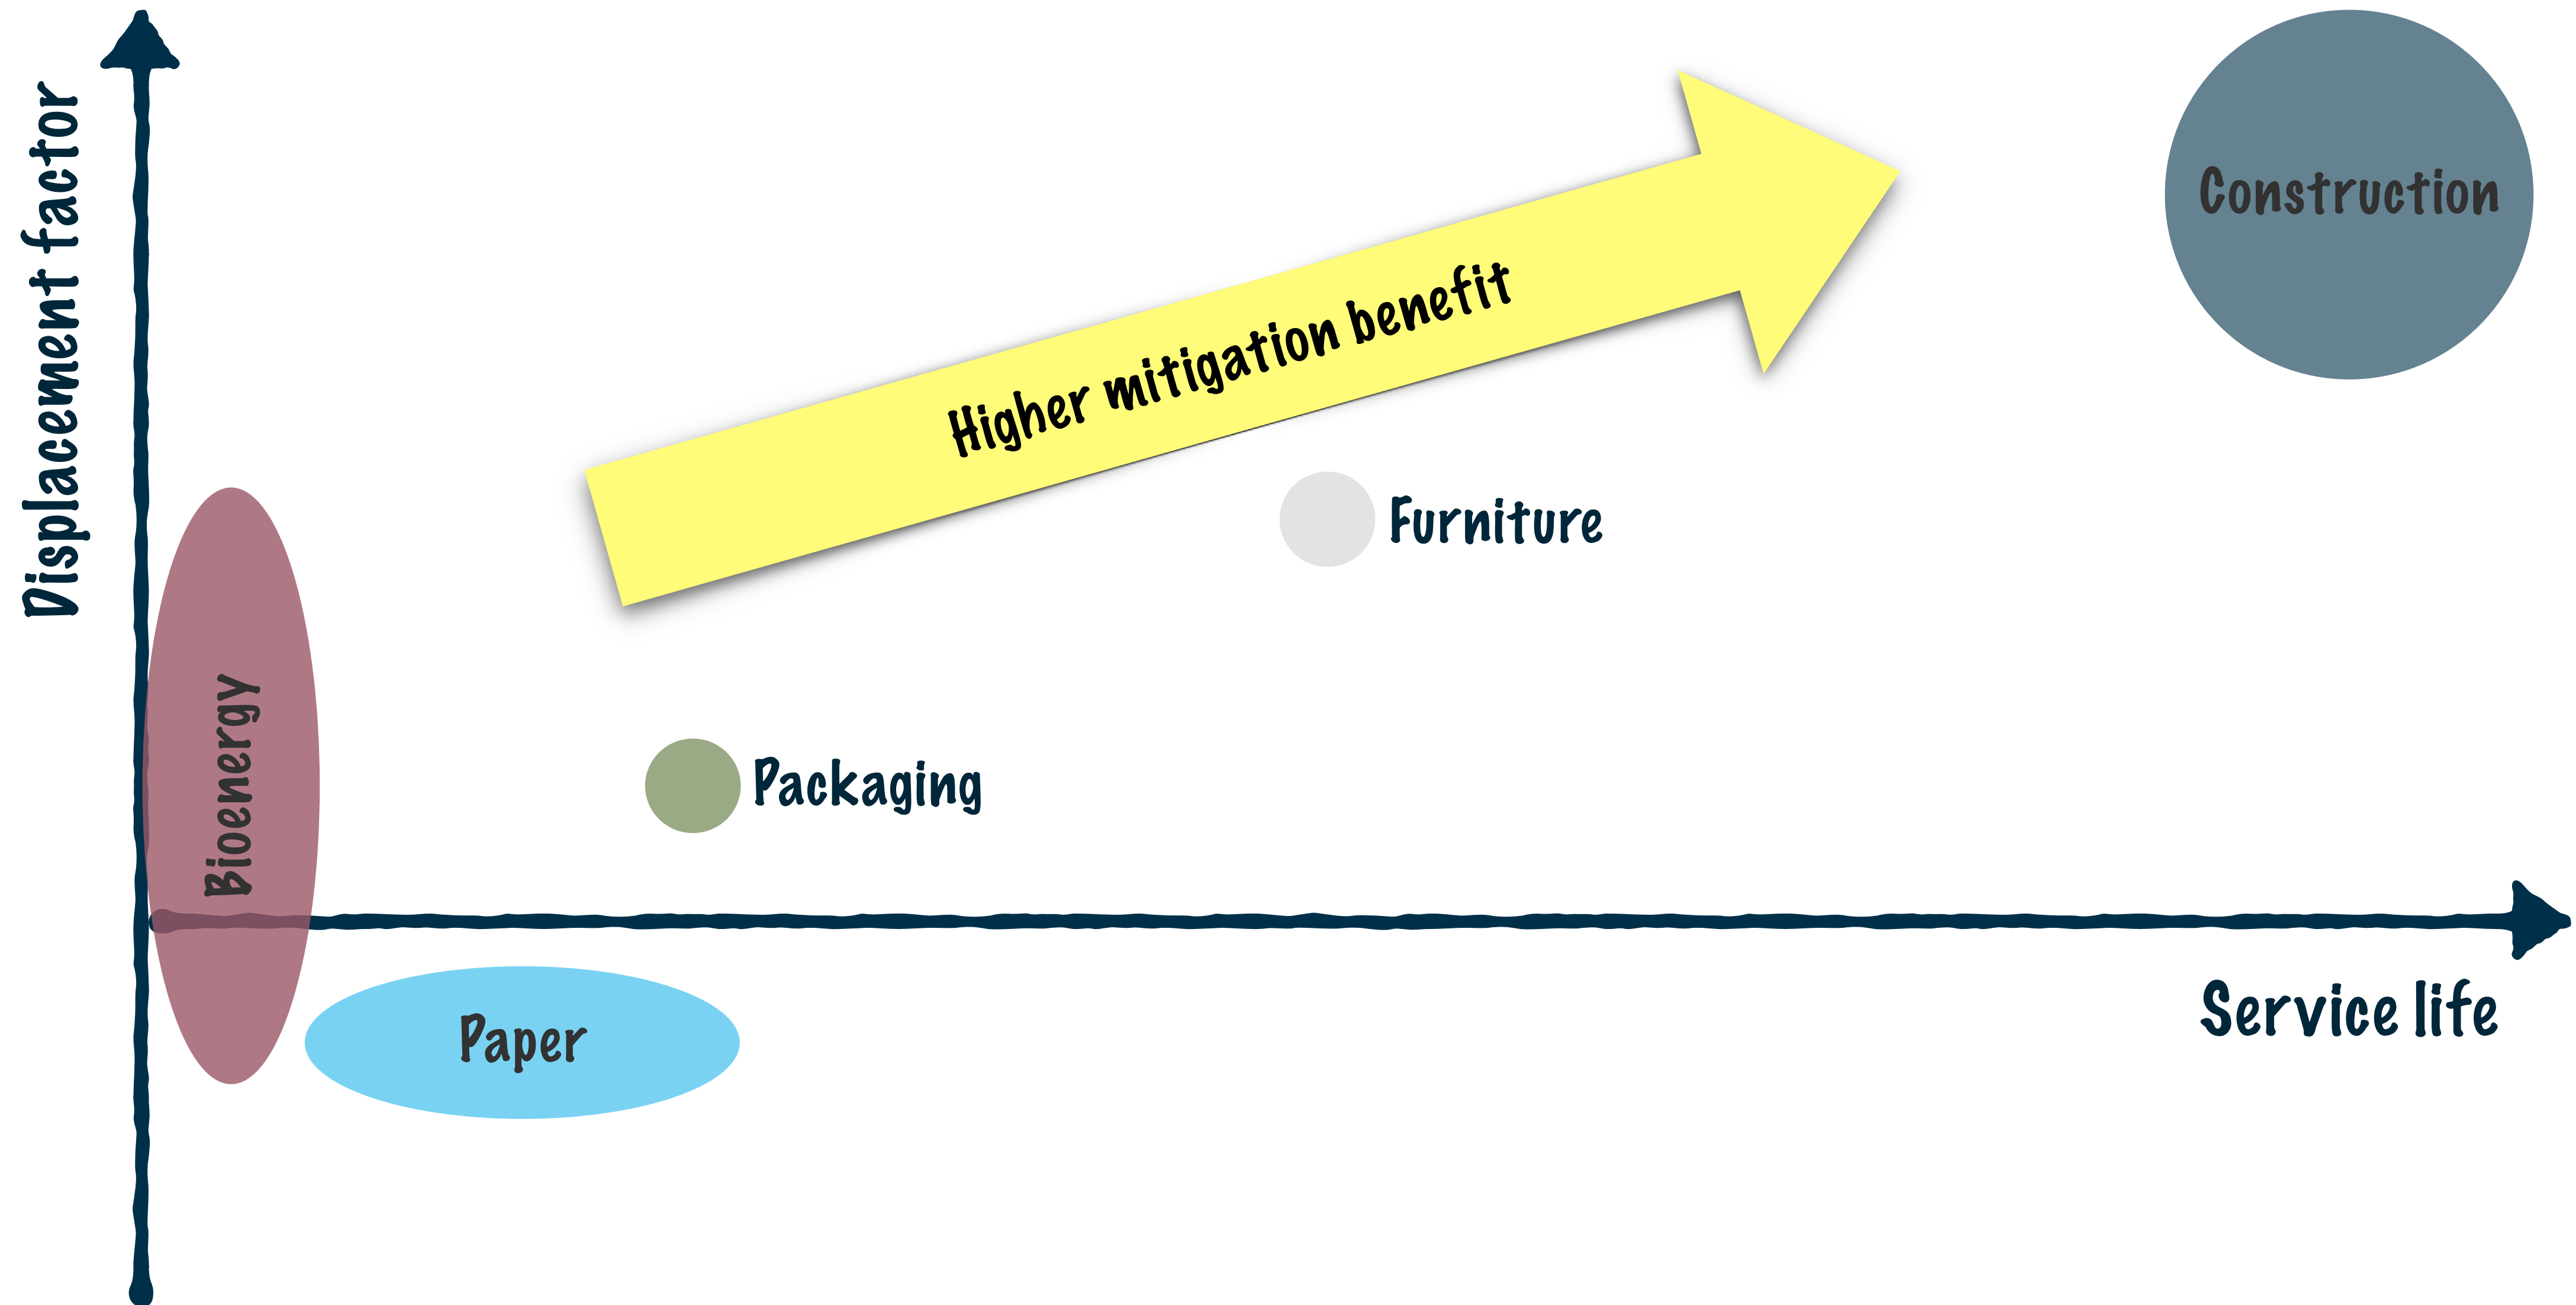 Displacement factor
Construction
Higher mitigation benefit
Furniture
Bioenergy
Packaging
Service life
Paper